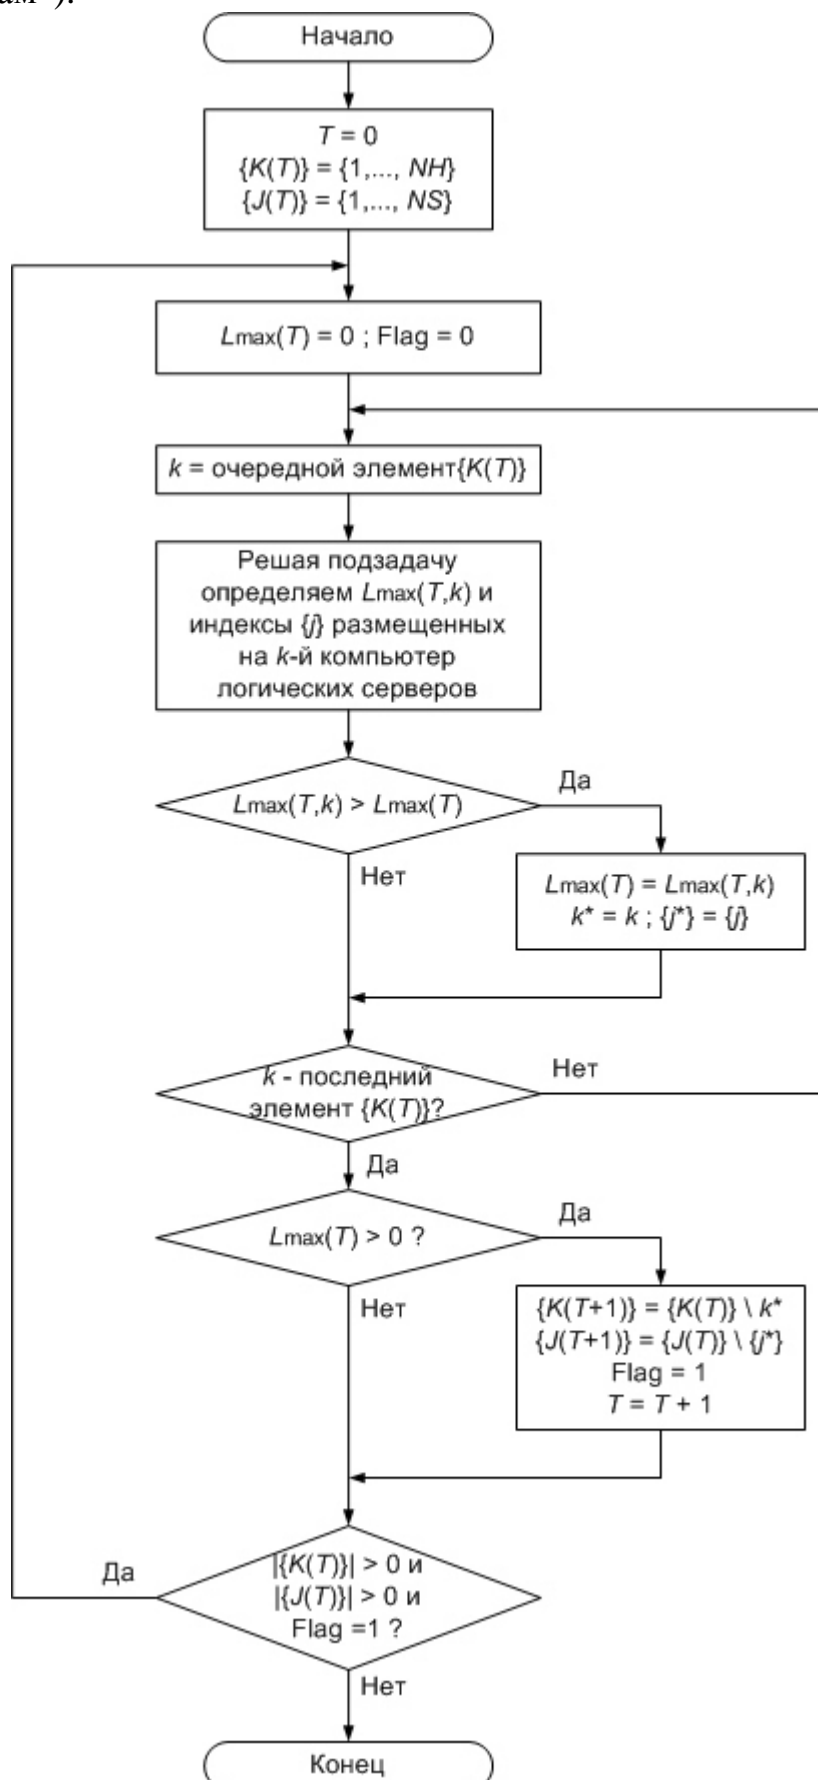 ам").
Начало
T = 0
{K(T)} = {1,..., NH}
{J(T)} = {1,..., NS}
Lmax(T) = 0 ; Flag = 0
k = очередной элемент{K(T)}
Решая подзадачу
определяем Lmax(T,k) и
индексы {j} размещенных
на k-й компьютер
логических серверов
Lmax(T,k) > Lmax(T)
Да
Нет
Lmax(T) = Lmax(T,k)
k* = k ; {j*} = {j}
k - последний
элемент {K(T)}?
Нет
Да
Lmax(T) > 0 ?
Да
Нет
{K(T+1)} = {K(T)} \ k*
{J(T+1)} = {J(T)} \ {j*}
Flag = 1
T = T + 1
|{K(T)}| > 0 и
|{J(T)}| > 0 и
Flag =1 ?
Да
Нет
Конец